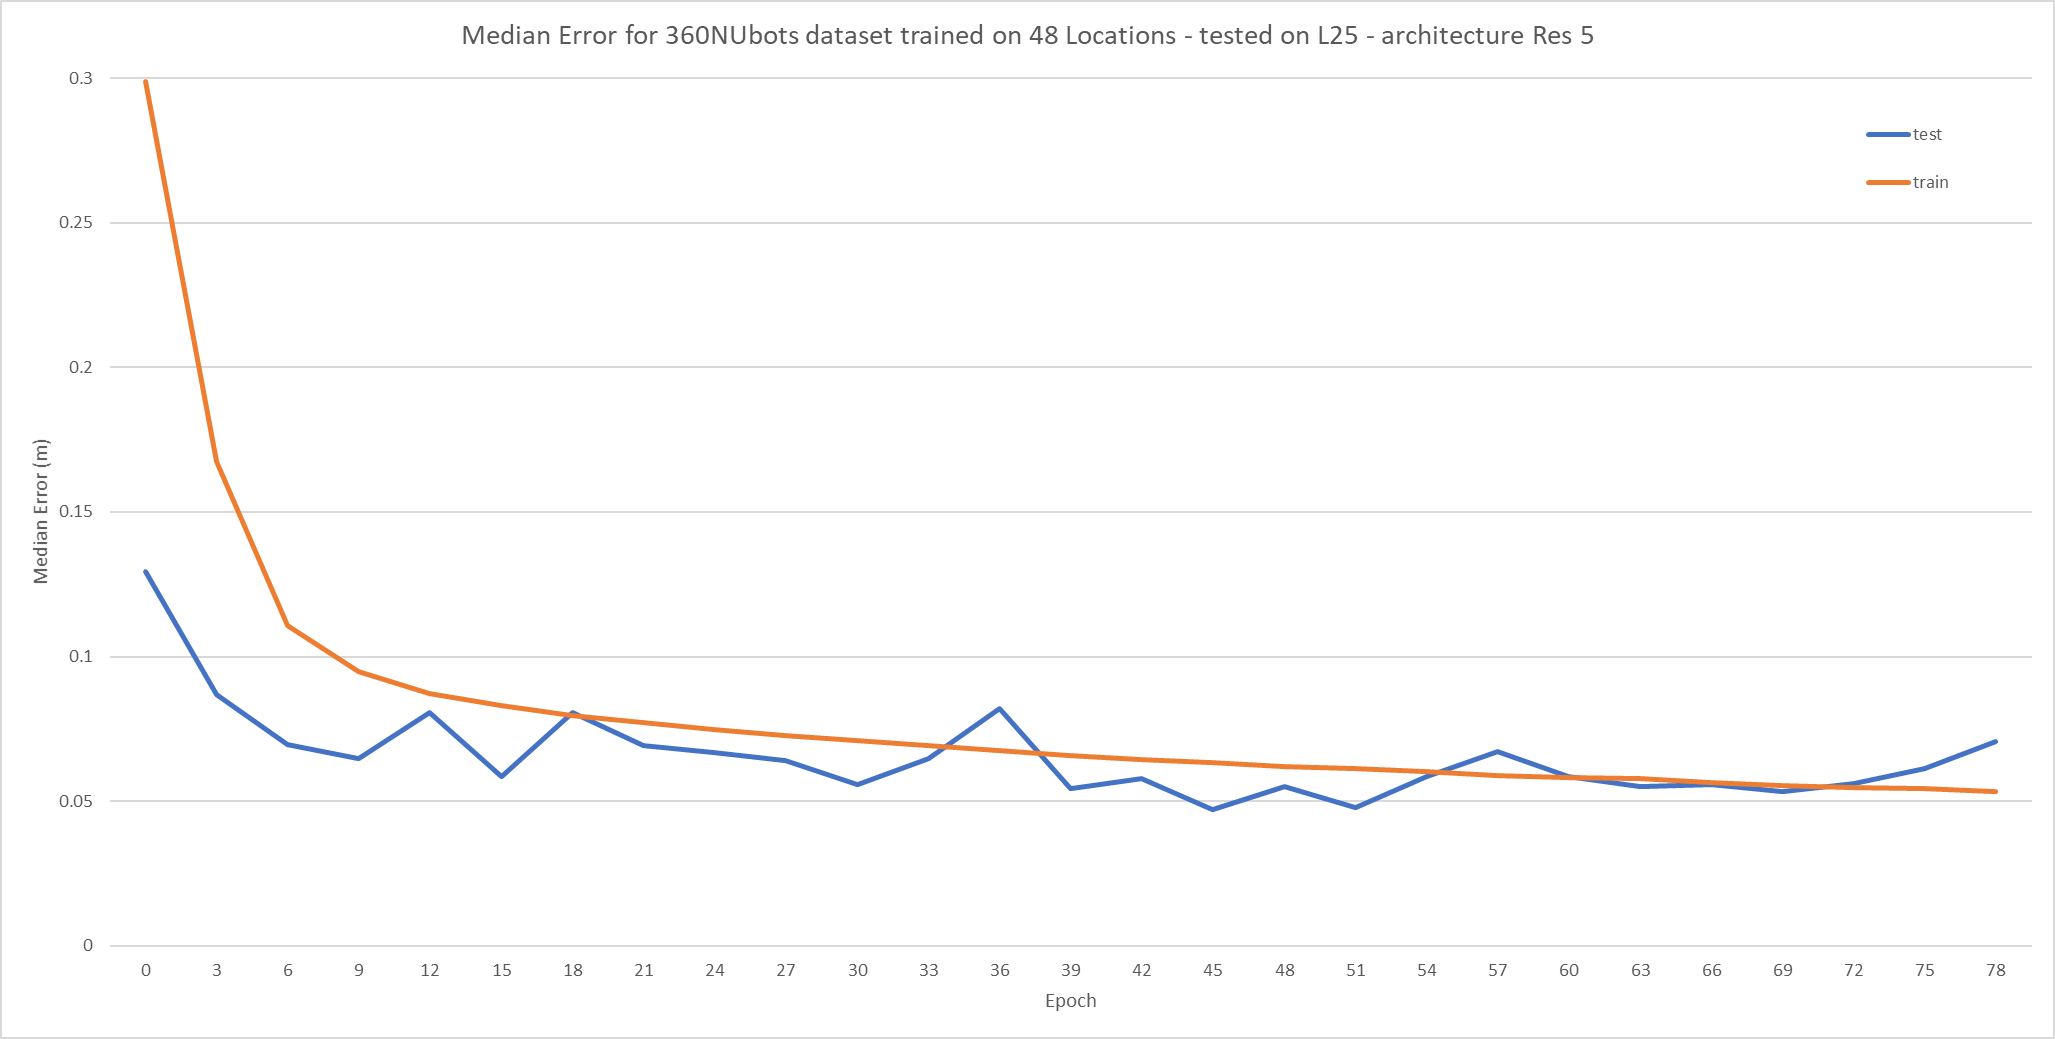 Median Error for 360NUbots dataset trained on 48 Locations - tested on L25 - architecture Res 5
0.3
0.25
0.2
0.15
0.1
0.05
0
Median Error (m)
test
train
0 3 6 9 12 15 18 21 24 27 30 33 36 39 42 45 48 51 54 57 60 63 66 69 72 75 78
Epoch